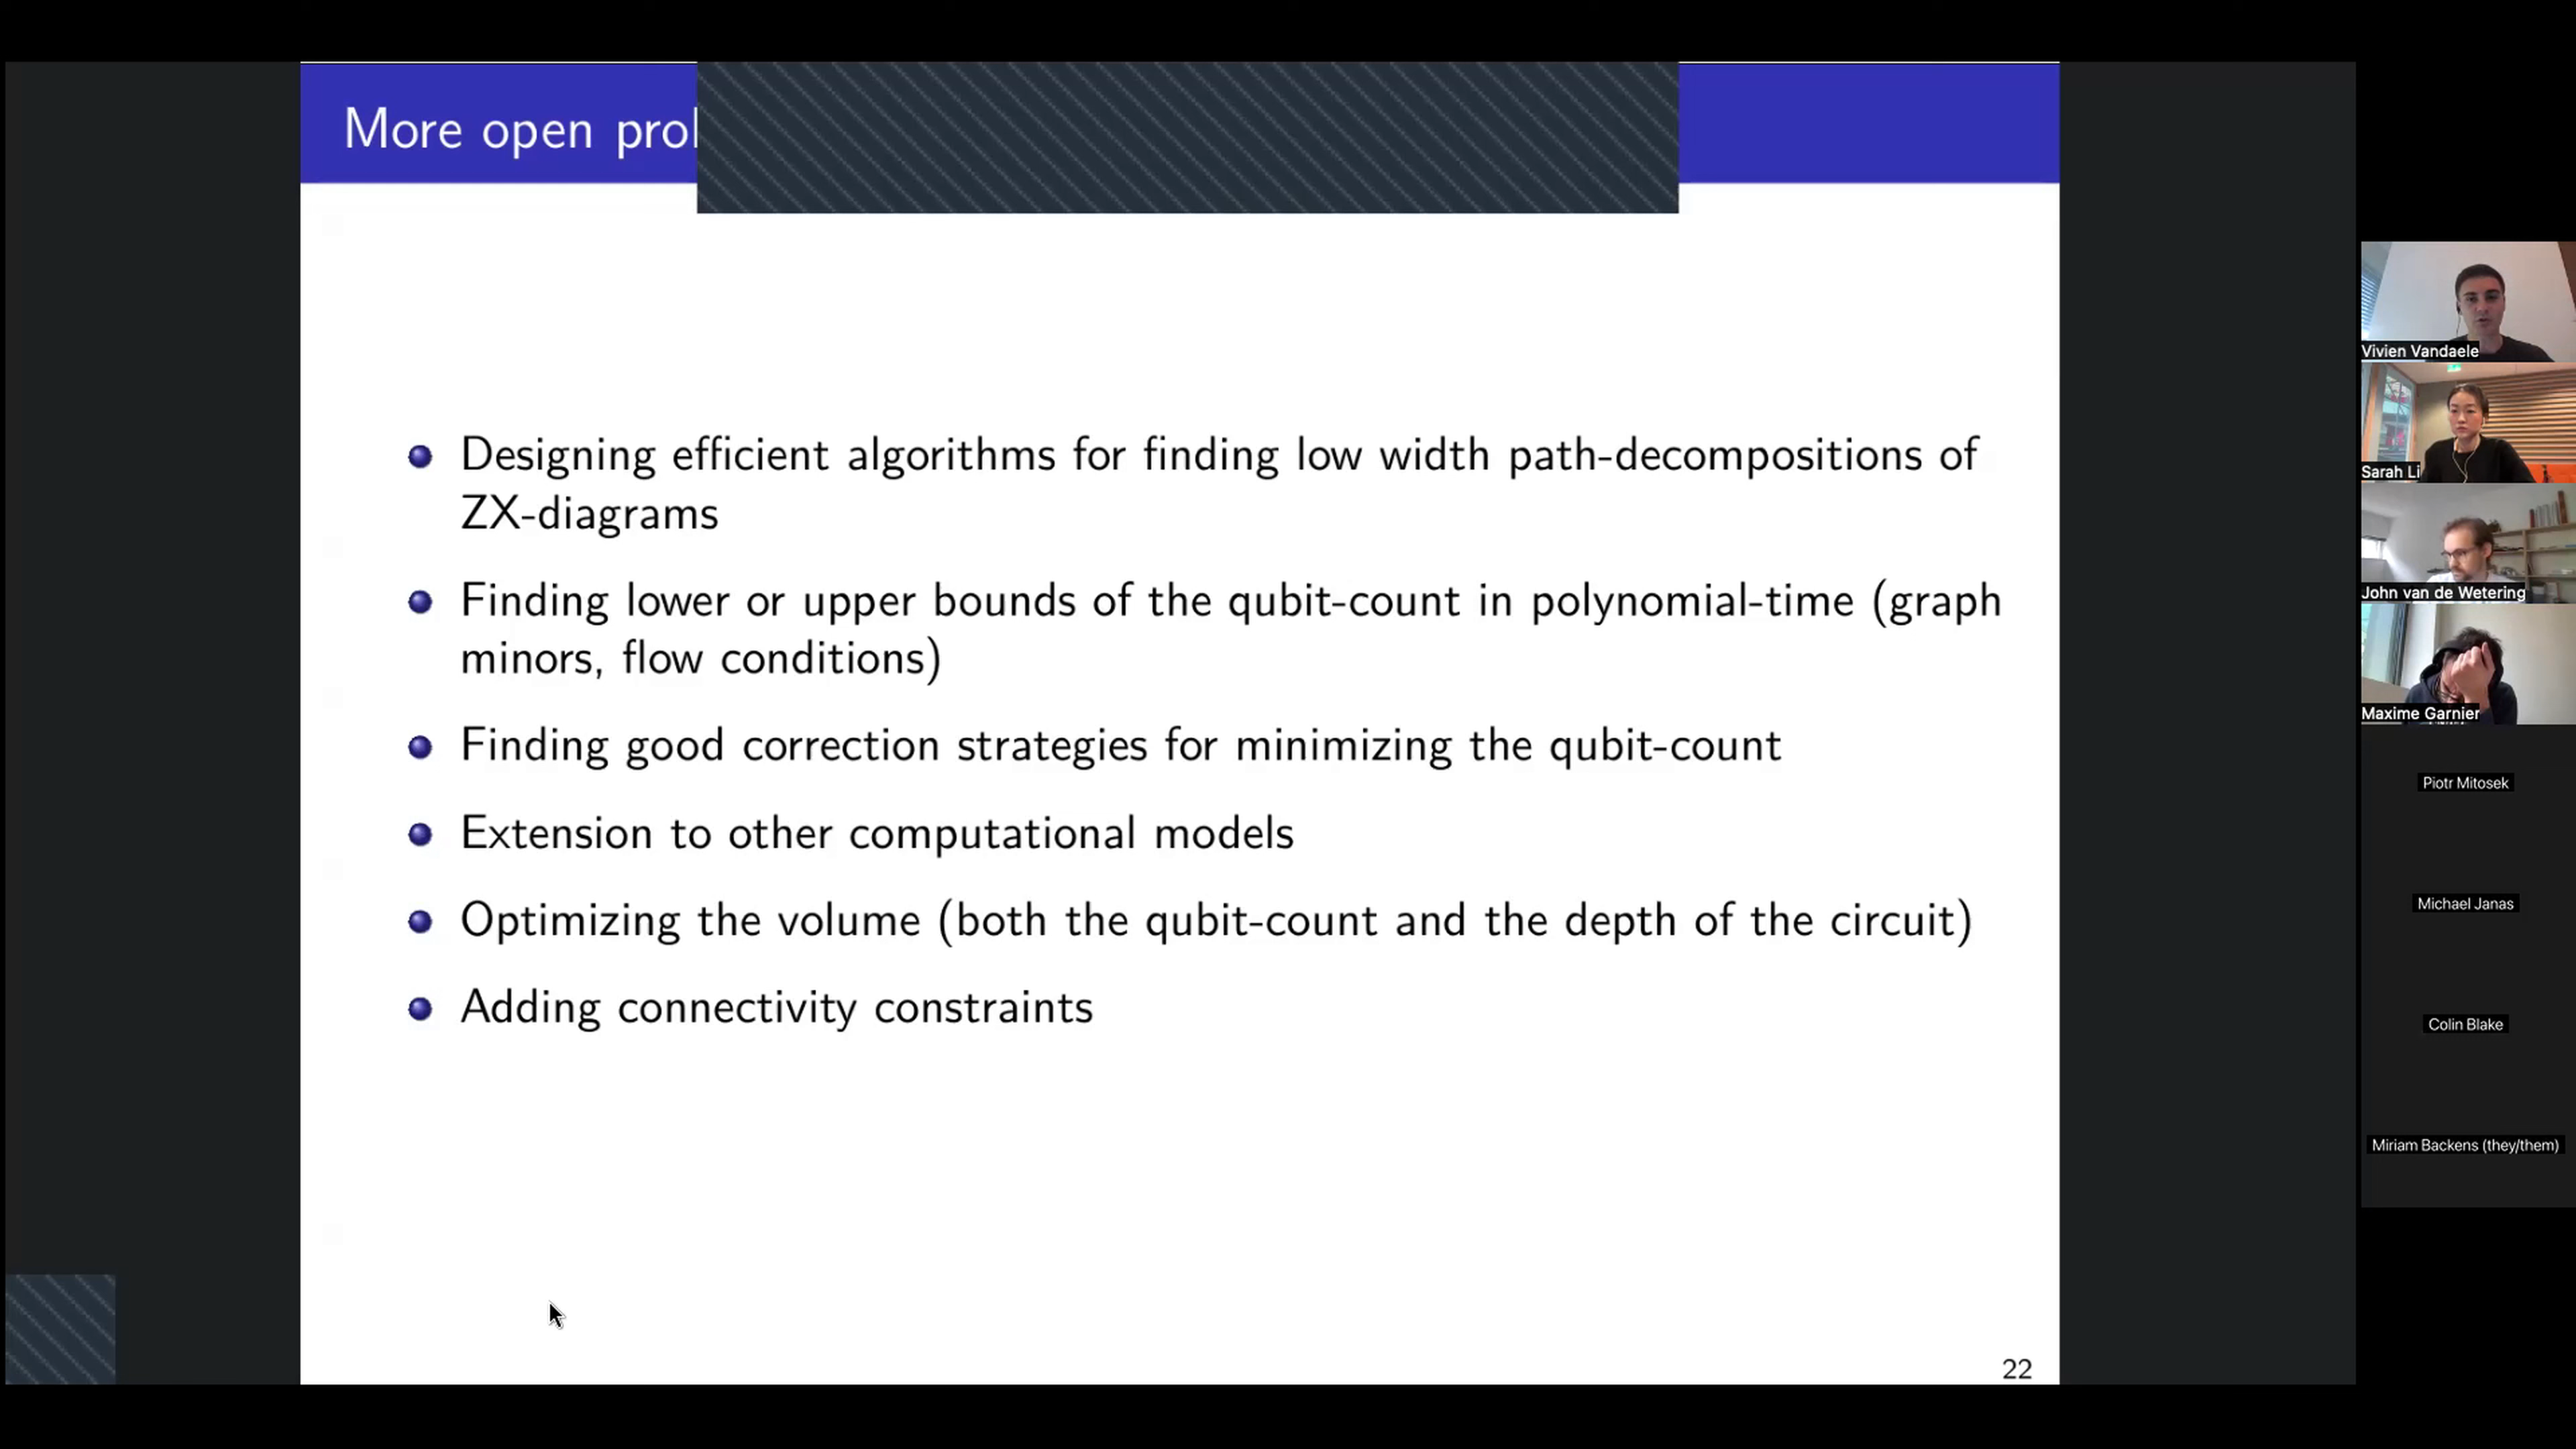 More open
Designing efficient algorithms for finding low width path-decompositions of
ZX-diagrams
Finding lower or upper bounds of the qubit-count in polynomial-time (graph
minors, flow conditions)
Finding good correction strategies for minimizing the qubit-count
Extension to other computational models
Optimizing the volume (both the qubit-count and the depth of the circuit)
Adding connectivity constraints
22
Vivien Vandaele
Sarah Li
John van de Wetering
Maxime Garnier
Piotr Mitosek
Michael Janas
Colin Blake
Miriam Backens (they/them)